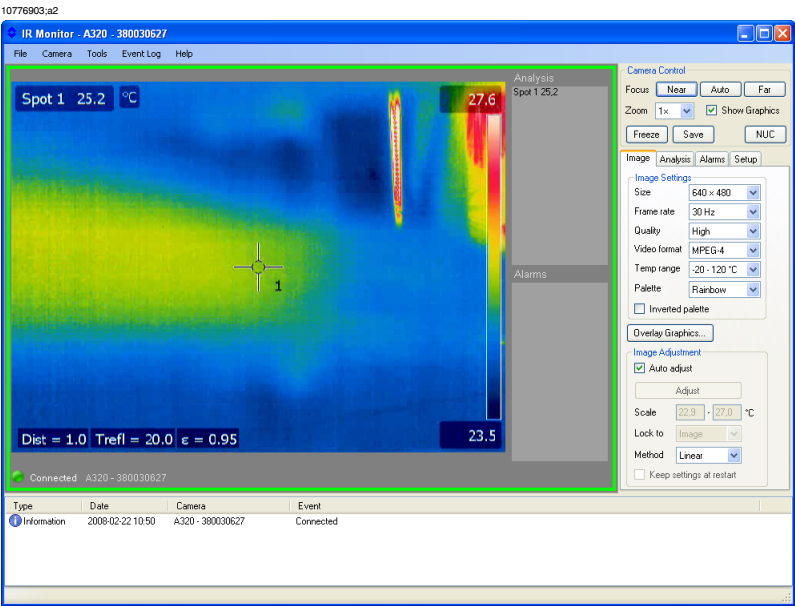 10776903;a2
IR Monitor - A320 - 380030627
File Camera Tools Event Log Help
Spot 1 25.2 °C
27.6
1
Dist = 1.0 Trefl = 20.0 ε = 0.95
23.5
Connected A320 - 380030627
Analysis
Spot 1 25,2
Alarms
Camera Control
Focus Near Auto Far
Zoom 1× Show Graphics
Freeze Save NUC
Image Analysis Alarms Setup
Image Settings
Size 640 × 480
Frame rate 30 Hz
Quality High
Video format MPEG-4
Temp range -20 - 120 °C
Palette Rainbow
Inverted palette
Overlay Graphics...
Image Adjustment
Auto adjust
Adjust
Scale 22.9 - 27.0 °C
Lock to Image
Method Linear
Keep settings at restart
Type Date Camera Event
Information 2008-02-22 10:50 A320 - 380030627 Connected